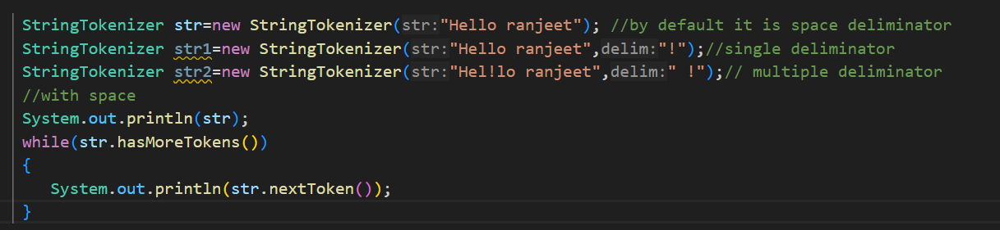 StringTokenizer str=new StringTokenizer(str:"Hello ranjeet"); //by default it is space deliminator
StringTokenizer str1=new StringTokenizer(str:"Hello ranjeet",delim:"!");//single deliminator
StringTokenizer str2=new StringTokenizer(str:"Hel!lo ranjeet",delim:" !");// multiple deliminator
//with space
System.out.println(str);
while(str.hasMoreTokens())
{
System.out.println(str.nextToken());
}